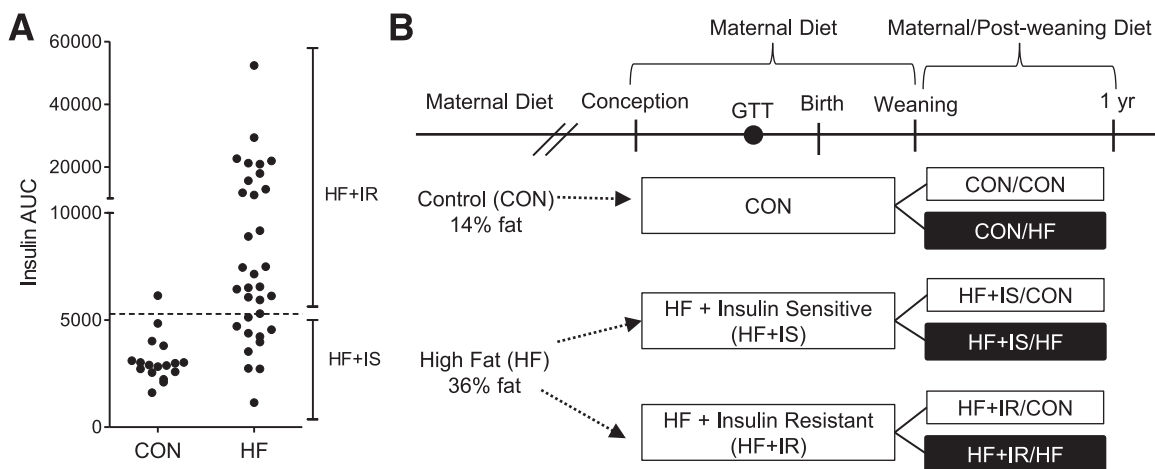 A
60000
40000
20000
10000
5000
0
Insulin AUC
CON
HF
HF+IR
HF+IS
B
Maternal Diet
Maternal/Post-weaning Diet
Maternal Diet
Conception
GTT
Birth
Weaning
1 yr
Control (CON)
14% fat
CON
CON/CON
CON/HF
High Fat (HF)
36% fat
HF + Insulin Sensitive
(HF+IS)
HF+IS/CON
HF+IS/HF
HF + Insulin Resistant
(HF+IR)
HF+IR/CON
HF+IR/HF